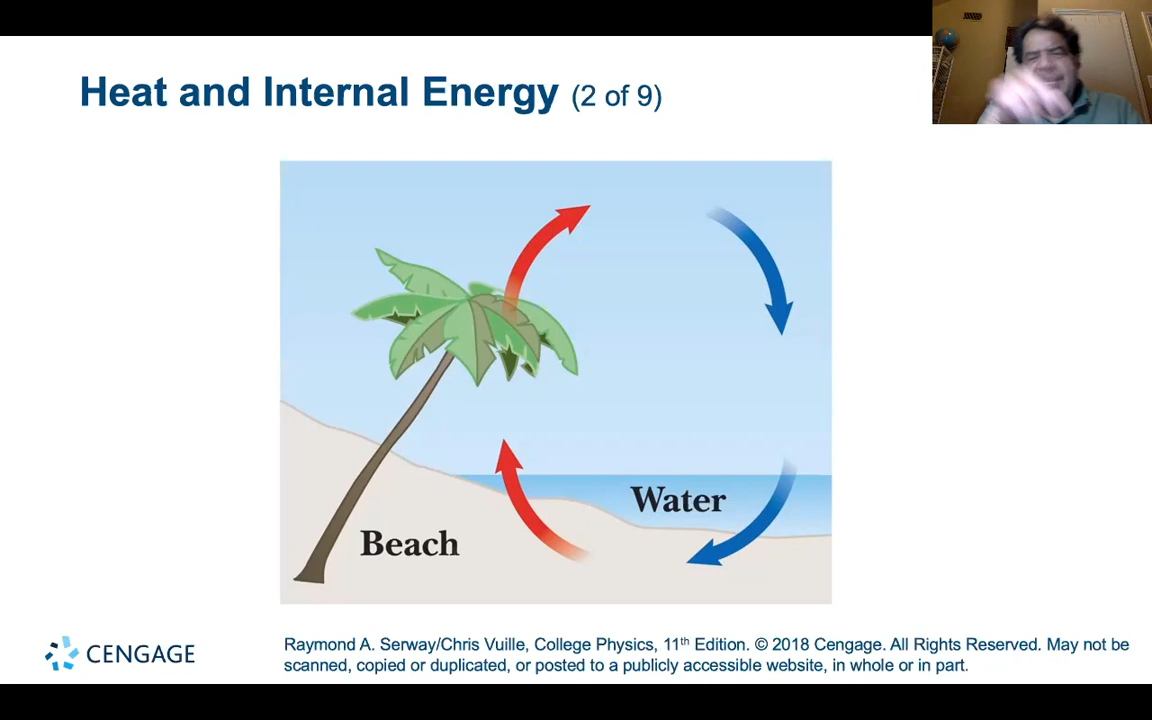 Heat and Internal Energy (2 of 9)
Water
Beach
CENGAGE
Raymond A. Serway/Chris Vuille, College Physics, 11th Edition. © 2018 Cengage. All Rights Reserved. May not be
scanned, copied or duplicated, or posted to a publicly accessible website, in whole or in part.